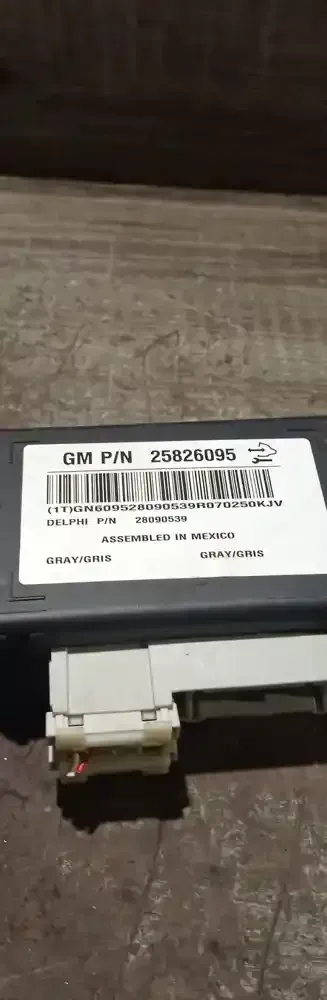 GM P/N 25826095
(1T)GN609528090539R070250KJV
DELPHI P/N 28090539
ASSEMBLED IN MEXICO
GRAY/GRIS GRAY/GRIS